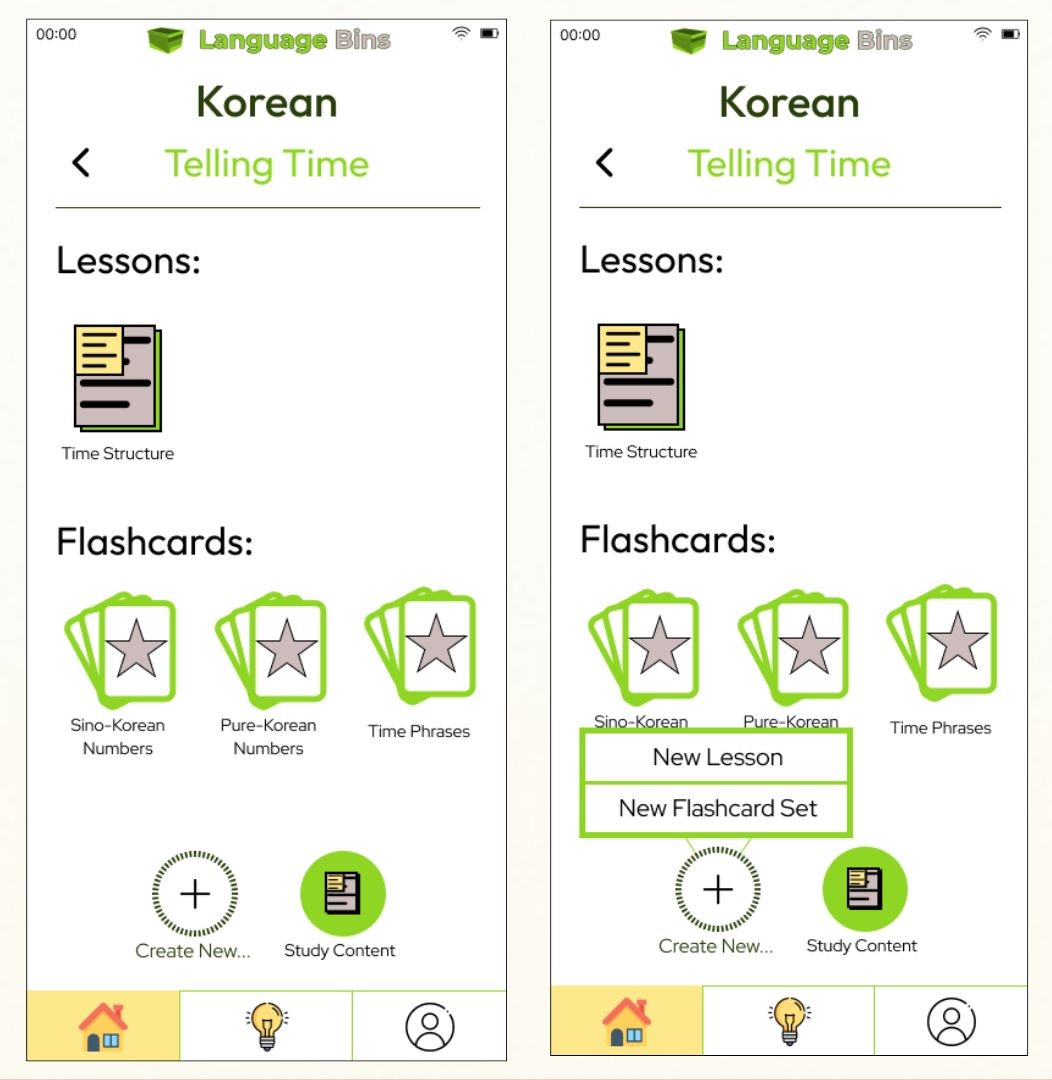 00:00
Language Bins
Korean
Telling Time
Lessons:
Time Structure
Flashcards:
Sino-Korean
Numbers
Pure-Korean
Numbers
Time Phrases
Create New...
Study Content
00:00
Language Bins
Korean
Telling Time
Lessons:
Time Structure
Flashcards:
Sino-Korean
Pure-Korean
Time Phrases
New Lesson
New Flashcard Set
Create New...
Study Content